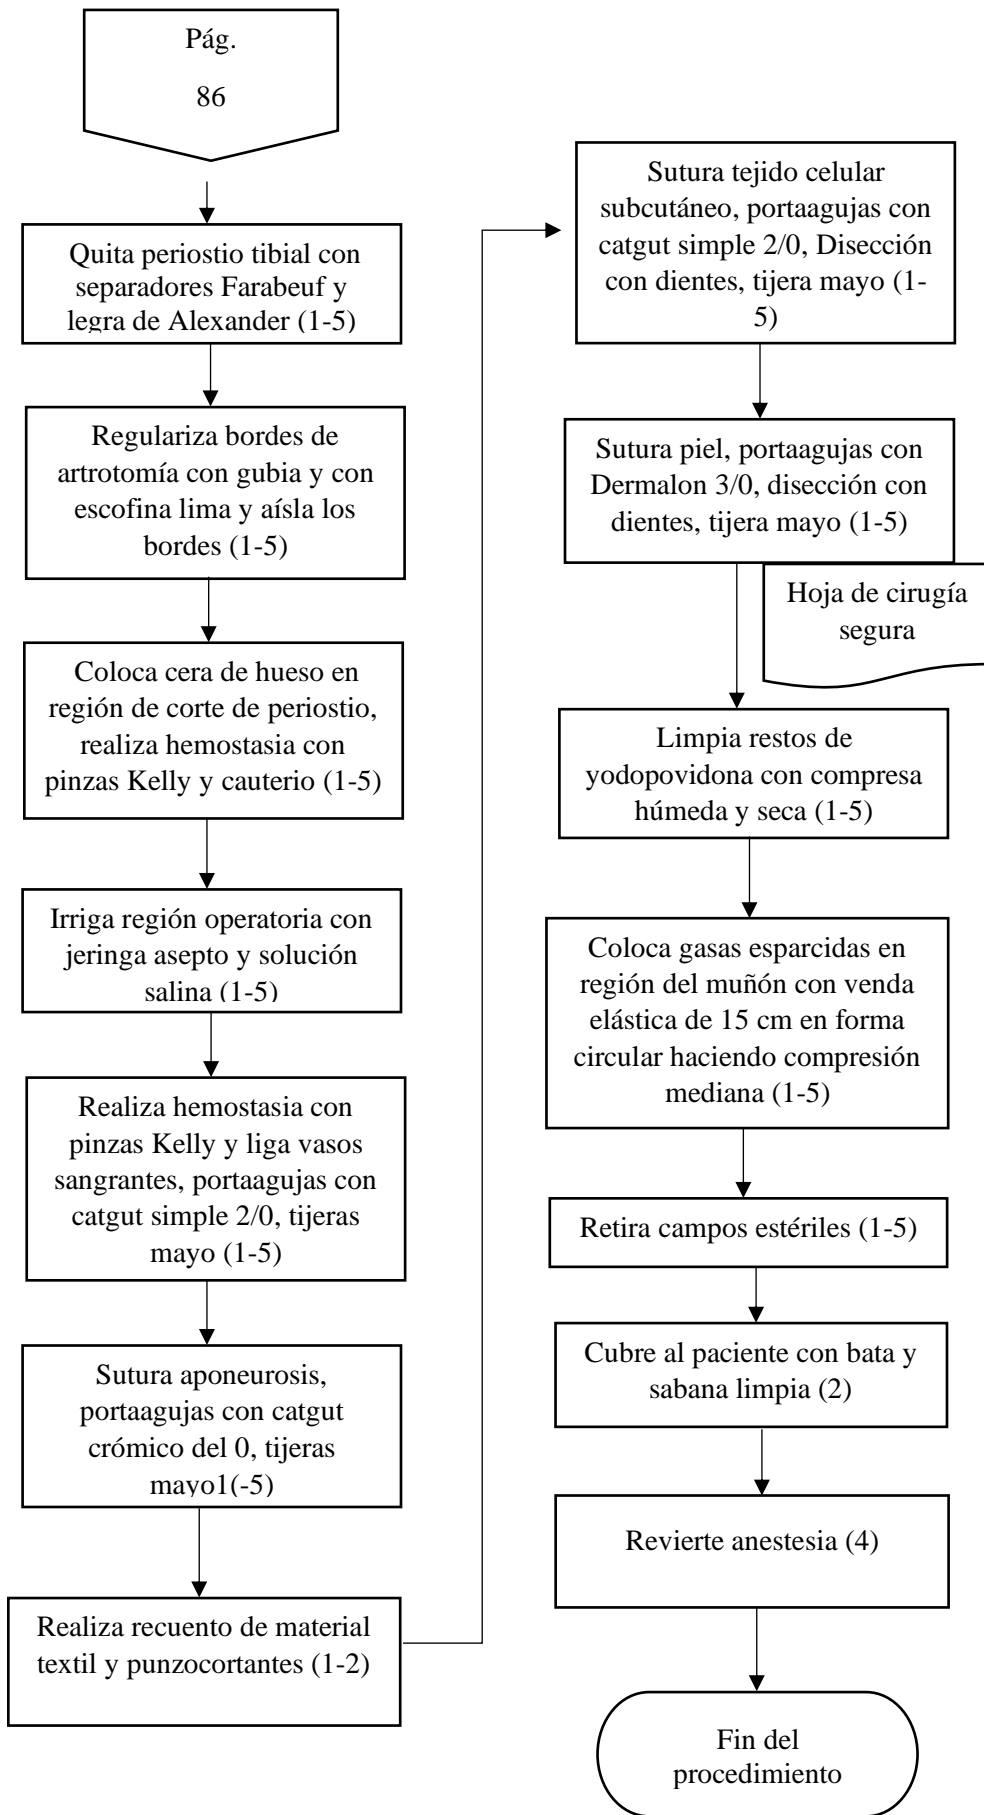 Pág.
86
Quita periostio tibial con
separadores Farabeuf y
legra de Alexander (1-5)
Regulariza bordes de
artrotomía con gubia y con
escofina lima y aísla los
bordes (1-5)
Coloca cera de hueso en
región de corte de periostio,
realiza hemostasia con
pinzas Kelly y cauterio (1-5)
Irriga región operatoria con
jeringa asepto y solución
salina (1-5)
Realiza hemostasia con
pinzas Kelly y liga vasos
sangrantes, portaagujas con
catgut simple 2/0, tijeras
mayo (1-5)
Sutura aponeurosis,
portaagujas con catgut
crómico del 0, tijeras
mayo1(-5)
Realiza recuento de material
textil y punzocortantes (1-2)
Sutura tejido celular
subcutáneo, portaagujas con
catgut simple 2/0, Disección
con dientes, tijera mayo (1-
5)
Sutura piel, portaagujas con
Dermalon 3/0, disección con
dientes, tijera mayo (1-5)
Hoja de cirugía
segura
Limpia restos de
yodopovidona con compresa
húmeda y seca (1-5)
Coloca gasas esparcidas en
región del muñón con venda
elástica de 15 cm en forma
circular haciendo compresión
mediana (1-5)
Retira campos estériles (1-5)
Cubre al paciente con bata y
sabana limpia (2)
Revierte anestesia (4)
Fin del
procedimiento